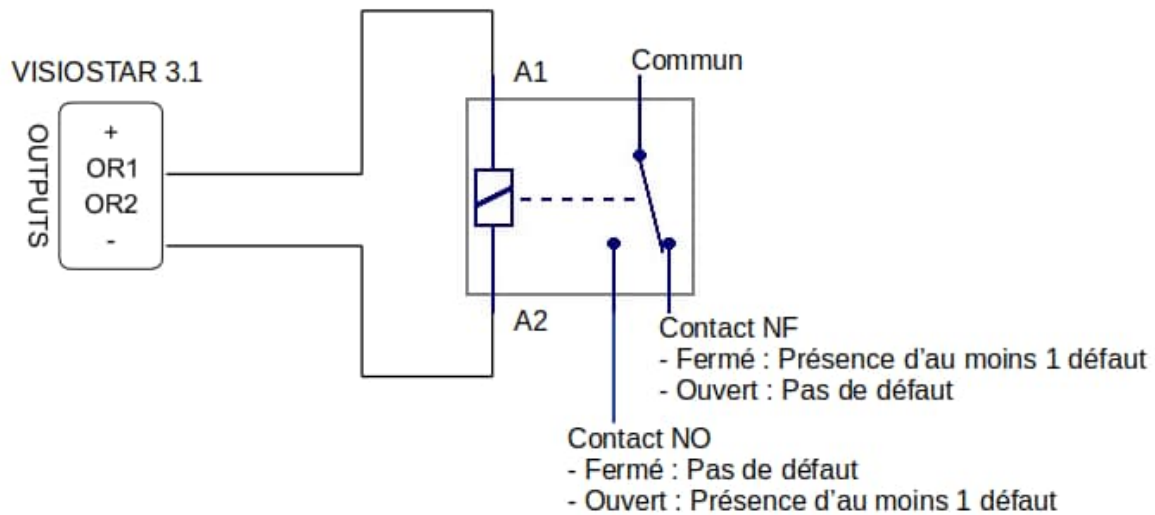 VISIOSTAR 3.1
OUTPUTS
+
OR1
OR2
-
A1
Commun
A2
Contact NF
- Fermé : Présence d'au moins 1 défaut
- Ouvert : Pas de défaut
Contact NO
- Fermé : Pas de défaut
- Ouvert : Présence d'au moins 1 défaut